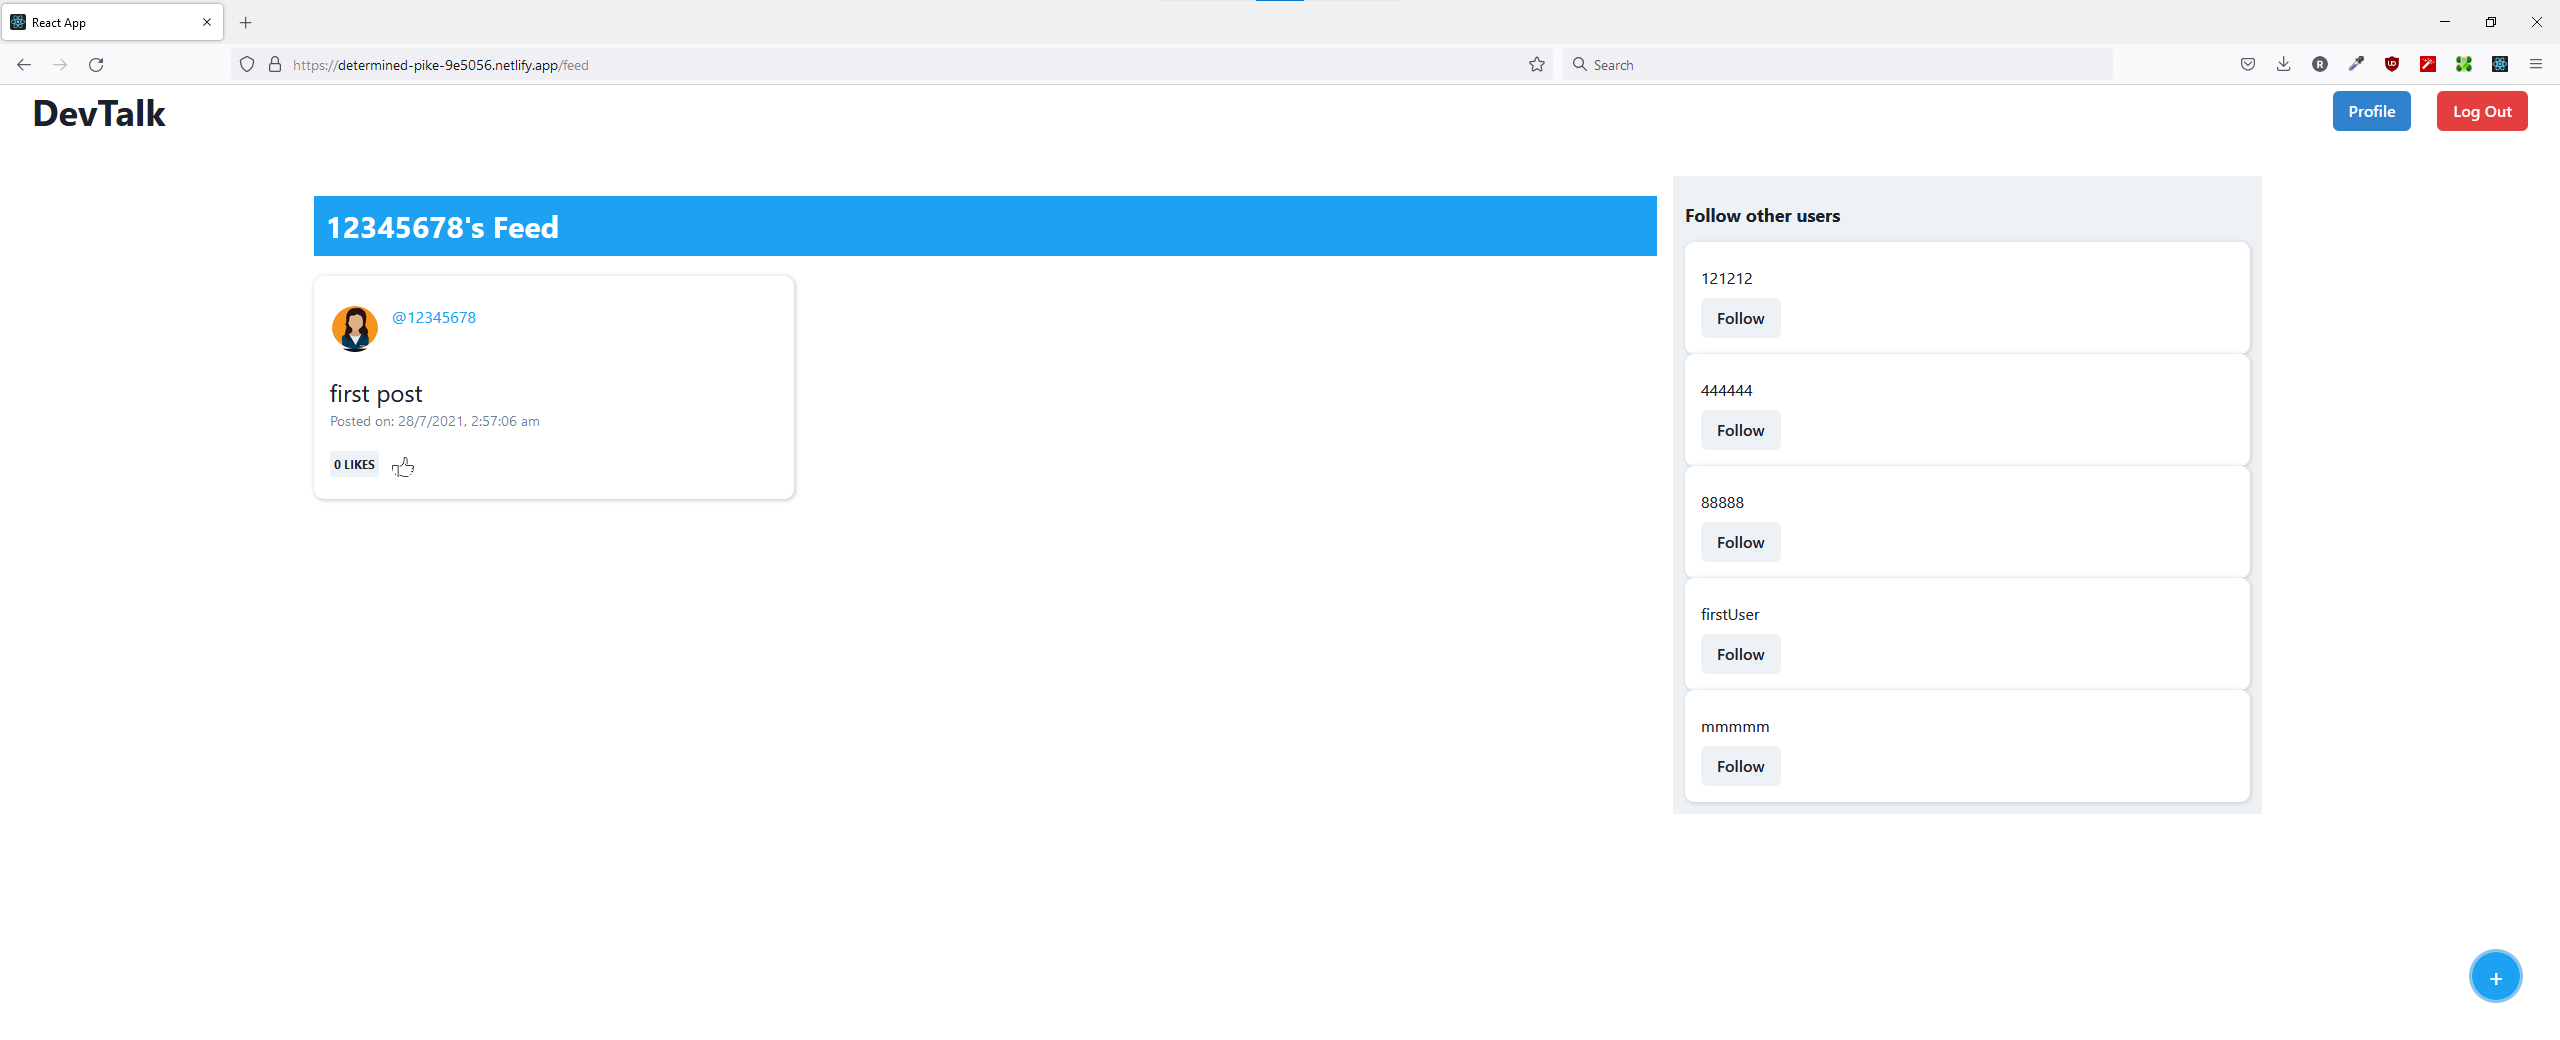 React App
https://determined-pike-9e5056.netlify.app/feed
Search
DevTalk
Profile
Log Out
12345678's Feed
@12345678
first post
Posted on: 28/7/2021, 2:57:06 am
0 LIKES
Follow other users
121212
Follow
444444
Follow
88888
Follow
firstUser
Follow
mmmmm
Follow
+